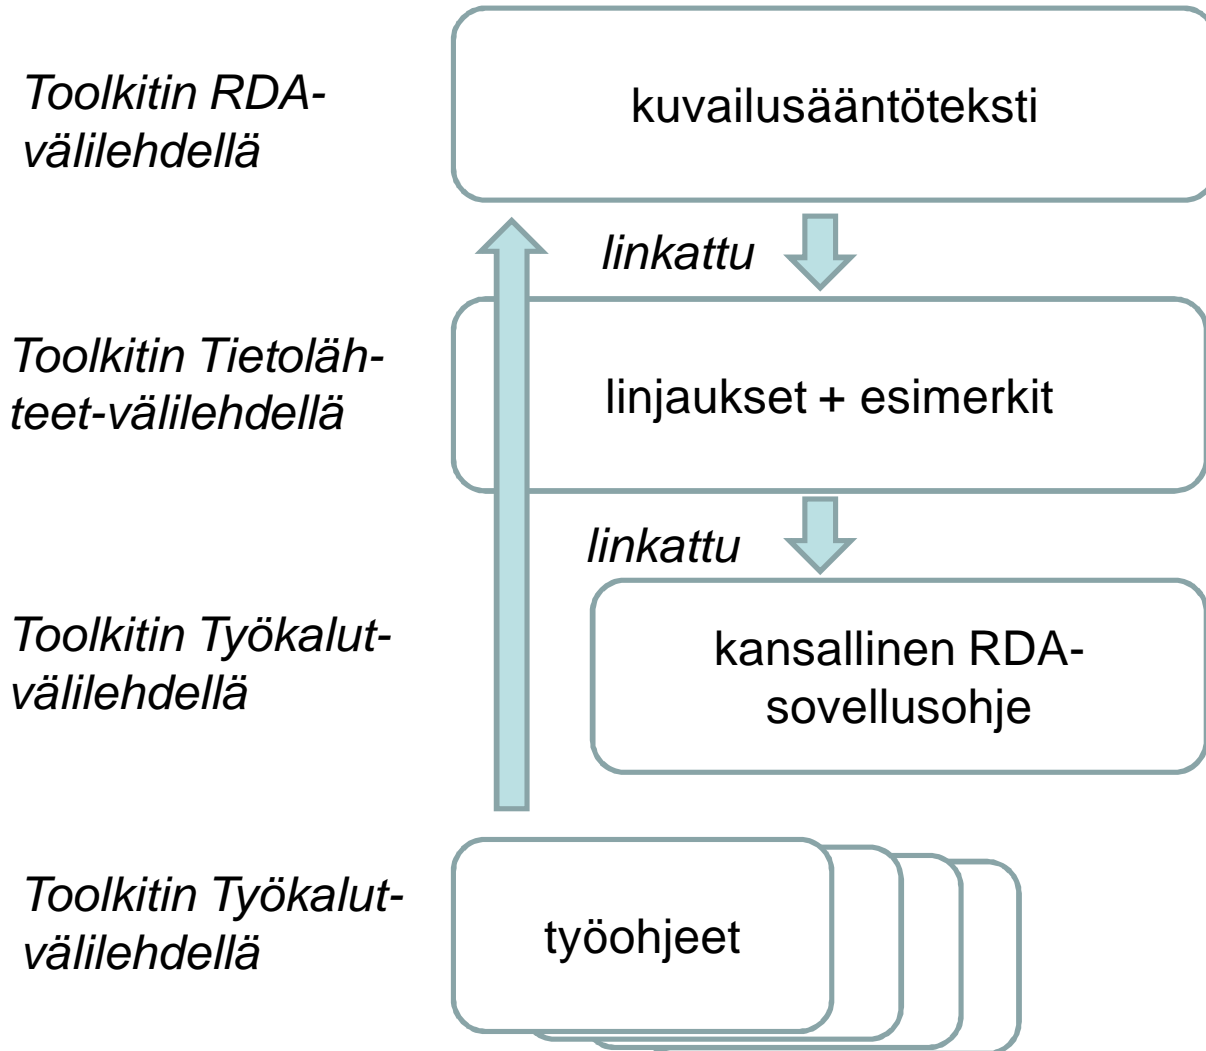 Toolkitin RDA-
välilehdellä
kuvailusääntöteksti
linkattu
Toolkitin Tietoläh-
teet-välilehdellä
linjaukset + esimerkit
linkattu
Toolkitin Työkalut-
välilehdellä
kansallinen RDA-
sovellusohje
Toolkitin Työkalut-
välilehdellä
työohjeet